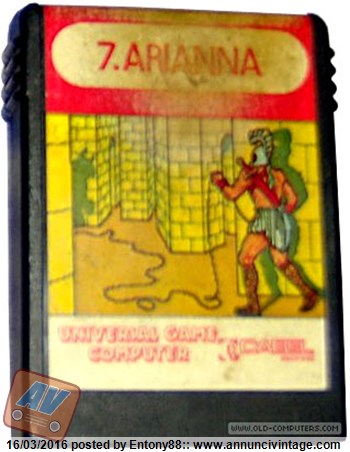 7. ARIANNA
UNIVERSAL GAME
COMPUTER
AV
WWW.OLD-COMPUTERS.COM
16/03/2016 posted by Entony88:: www.annuncivintage.com